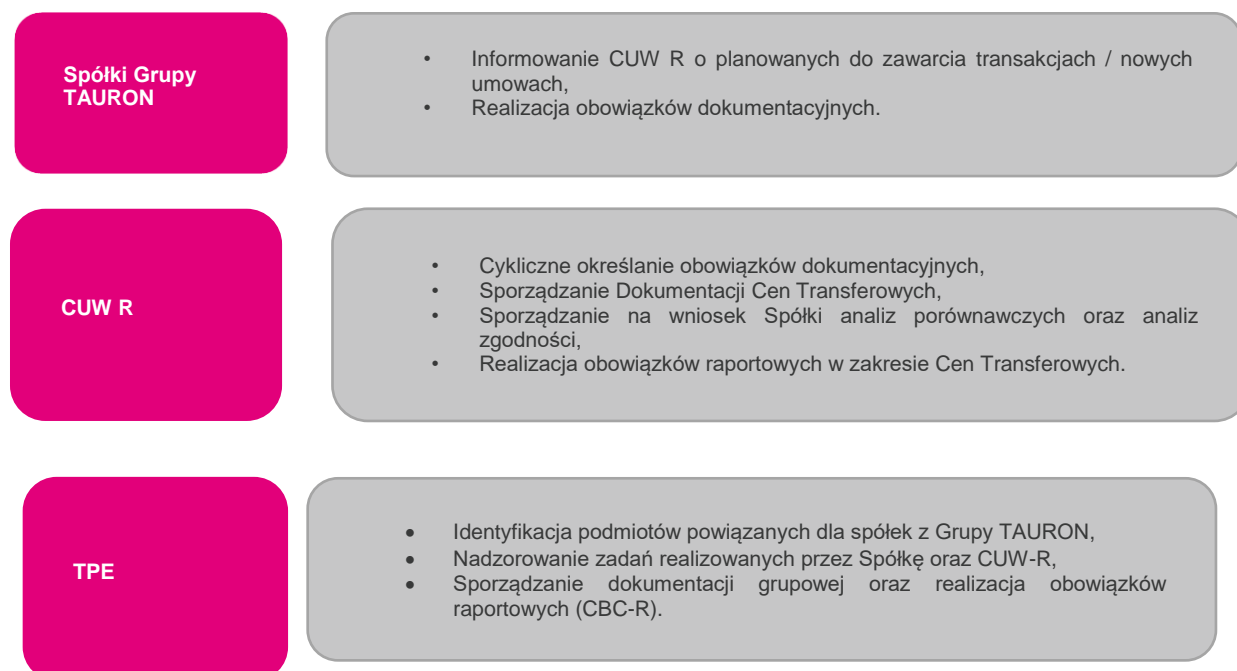 Spółki Grupy
TAURON
• Informowanie CUW R o planowanych do zawarcia transakcjach / nowych
umowach,
• Realizacja obowiązków dokumentacyjnych.
CUW R
• Cykliczne określanie obowiązków dokumentacyjnych,
• Sporządzanie Dokumentacji Cen Transferowych,
• Sporządzanie na wniosek Spółki analiz porównawczych oraz analiz
zgodności,
• Realizacja obowiązków raportowych w zakresie Cen Transferowych.
TPE
• Identyfikacja podmiotów powiązanych dla spółek z Grupy TAURON,
• Nadzorowanie zadań realizowanych przez Spółkę oraz CUW-R,
• Sporządzanie dokumentacji grupowej oraz realizacja obowiązków
raportowych (CBC-R).